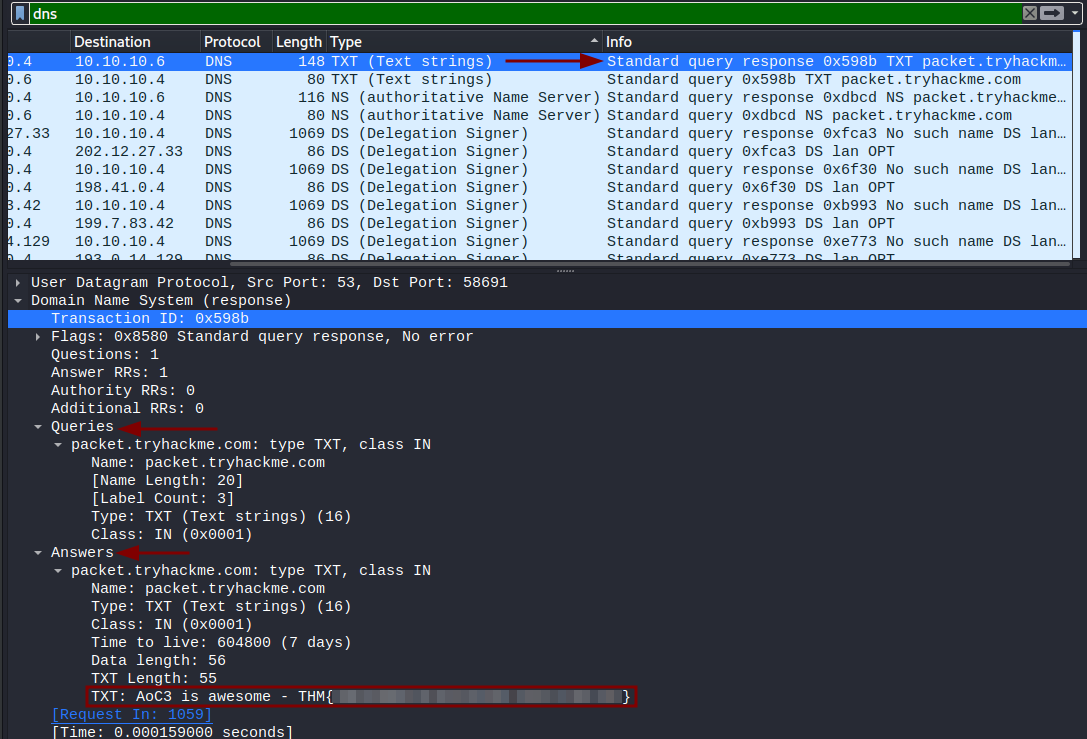 dns
Destination Protocol Length Type Info
0.4 10.10.10.6 DNS 148 TXT (Text strings) Standard query response 0x598b TXT packet.tryhackm…
0.6 10.10.10.4 DNS 80 TXT (Text strings) Standard query 0x598b TXT packet.tryhackme.com
0.4 10.10.10.6 DNS 116 NS (authoritative Name Server) Standard query response 0xdbcd NS packet.tryhackme…
0.6 10.10.10.4 DNS 80 NS (authoritative Name Server) Standard query 0xdbcd NS packet.tryhackme.com
27.33 10.10.10.4 DNS 1069 DS (Delegation Signer) Standard query response 0xfca3 No such name DS lan…
0.4 202.12.27.33 DNS 86 DS (Delegation Signer) Standard query 0xfca3 DS lan OPT
0.4 10.10.10.4 DNS 1069 DS (Delegation Signer) Standard query response 0x6f30 No such name DS lan…
0.4 198.41.0.4 DNS 86 DS (Delegation Signer) Standard query 0x6f30 DS lan OPT
3.42 10.10.10.4 DNS 1069 DS (Delegation Signer) Standard query response 0xb993 No such name DS lan…
0.4 199.7.83.42 DNS 86 DS (Delegation Signer) Standard query 0xb993 DS lan OPT
4.129 10.10.10.4 DNS 1069 DS (Delegation Signer) Standard query response 0xe773 No such name DS lan…
0.4 193.0.14.129 DNS 86 DS (Delegation Signer) Standard query 0xe773 DS lan OPT
User Datagram Protocol, Src Port: 53, Dst Port: 58691
Domain Name System (response)
Transaction ID: 0x598b
Flags: 0x8580 Standard query response, No error
Questions: 1
Answer RRs: 1
Authority RRs: 0
Additional RRs: 0
Queries
packet.tryhackme.com: type TXT, class IN
Name: packet.tryhackme.com
[Name Length: 20]
[Label Count: 3]
Type: TXT (Text strings) (16)
Class: IN (0x0001)
Answers
packet.tryhackme.com: type TXT, class IN
Name: packet.tryhackme.com
Type: TXT (Text strings) (16)
Class: IN (0x0001)
Time to live: 604800 (7 days)
Data length: 56
TXT Length: 55
TXT: AoC3 is awesome - THM{ }
[Request In: 1059]
[Time: 0.000159000 seconds]